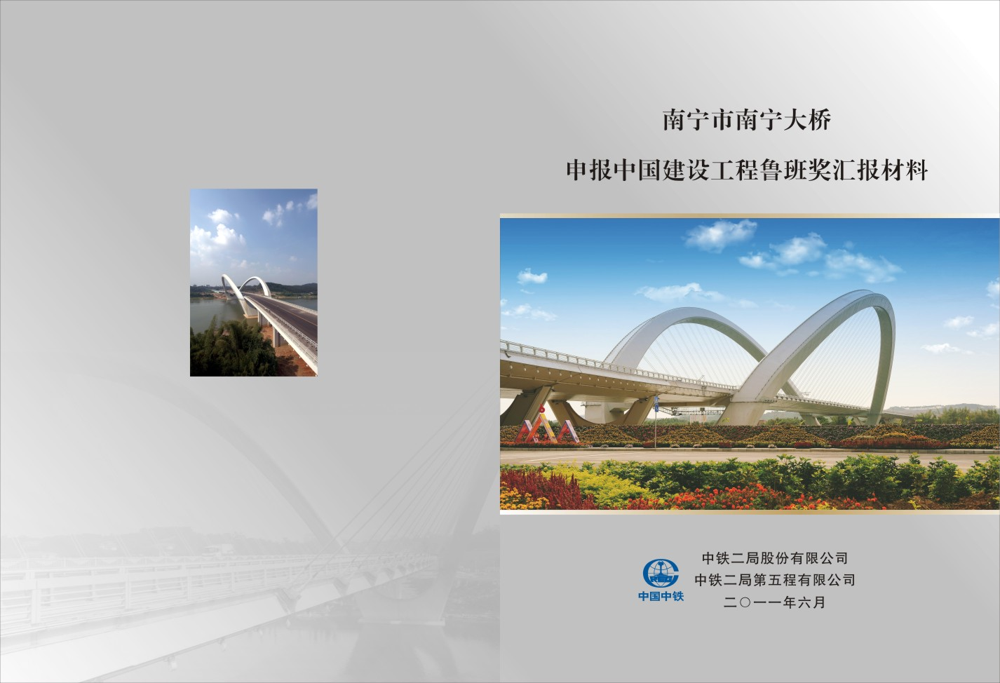 南宁市南宁大桥
申报中国建设工程鲁班奖汇报材料
中铁二局股份有限公司
中铁二局第五程有限公司
二〇一一年六月
中国中铁